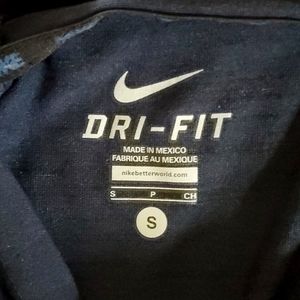 DRI-FIT
MADE IN MEXICO
FABRIQUE AU MEXIQUE
nikebetterworld.com
S P CH
S